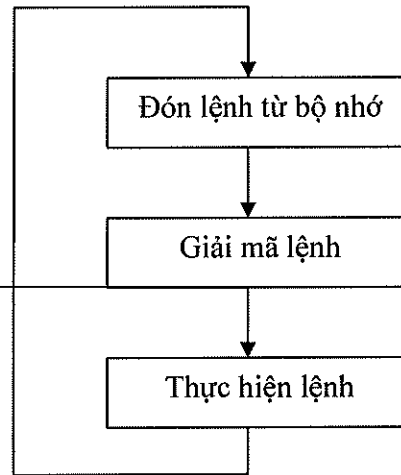 Đón lệnh từ bộ nhớ
Giải mã lệnh
Thực hiện lệnh